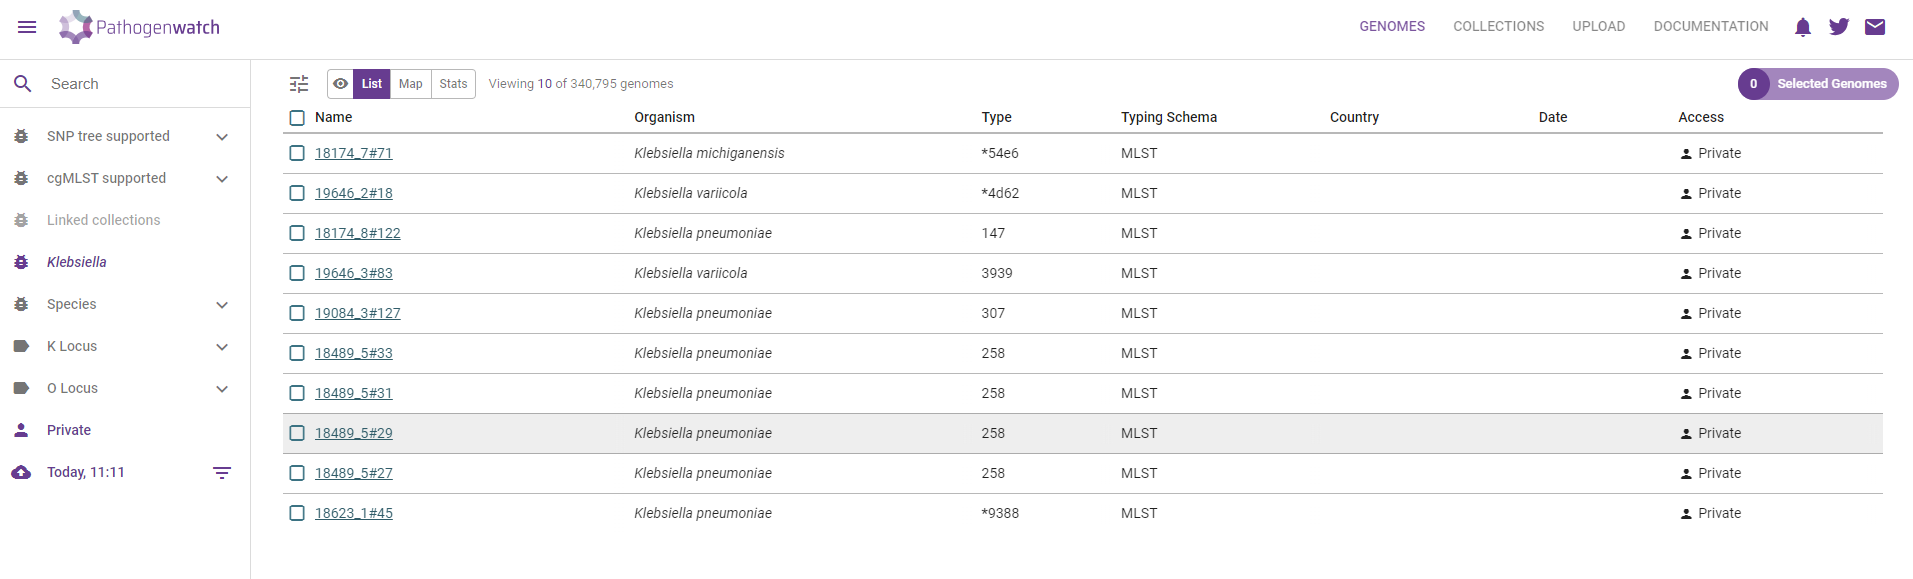 Pathogenwatch
GENOMES COLLECTIONS UPLOAD DOCUMENTATION
Search
SNP tree supported
cgMLST supported
Linked collections
Klebsiella
Species
K Locus
O Locus
Private
Today, 11:11
List Map Stats Viewing 10 of 340,795 genomes
0 Selected Genomes
Name Organism Type Typing Schema Country Date Access
18174_7#71 Klebsiella michiganensis *54e6 MLST Private
19646_2#18 Klebsiella variicola *4d62 MLST Private
18174_8#122 Klebsiella pneumoniae 147 MLST Private
19646_3#83 Klebsiella variicola 3939 MLST Private
19084_3#127 Klebsiella pneumoniae 307 MLST Private
18489_5#33 Klebsiella pneumoniae 258 MLST Private
18489_5#31 Klebsiella pneumoniae 258 MLST Private
18489_5#29 Klebsiella pneumoniae 258 MLST Private
18489_5#27 Klebsiella pneumoniae 258 MLST Private
18623_1#45 Klebsiella pneumoniae *9388 MLST Private